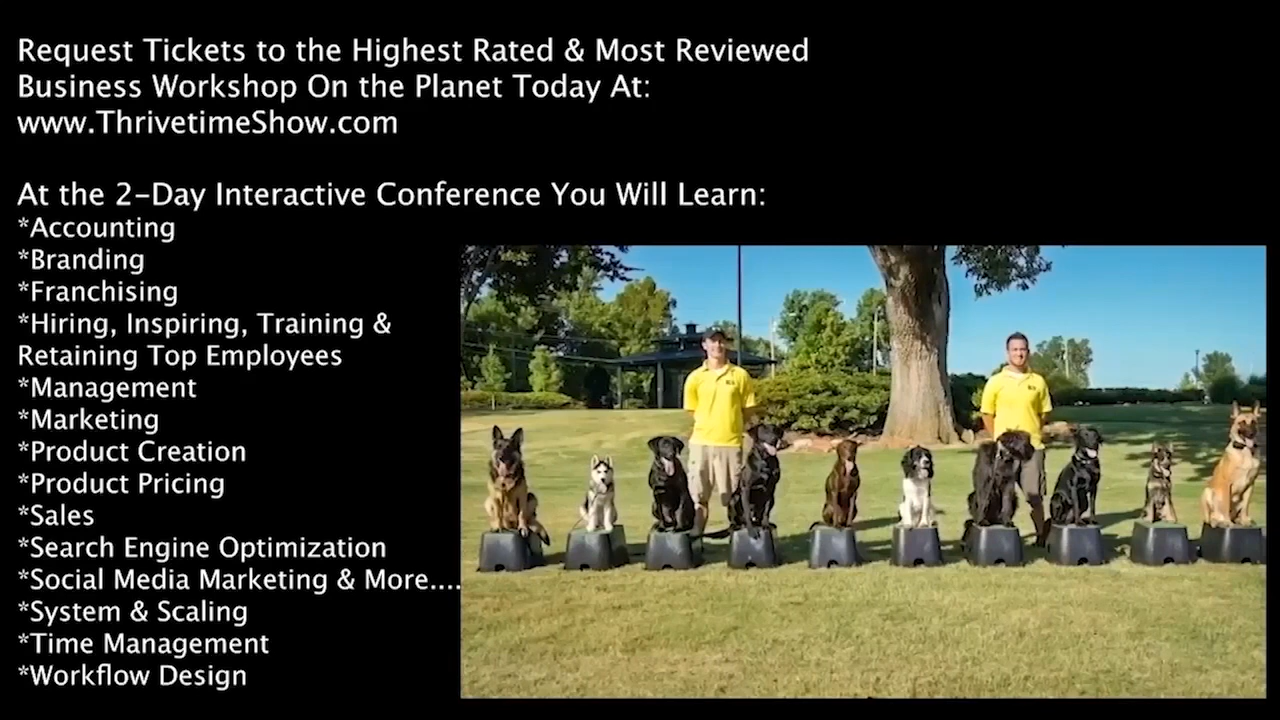 Request Tickets to the Highest Rated & Most Reviewed
Business Workshop On the Planet Today At:
www.ThrivetimeShow.com
At the 2-Day Interactive Conference You Will Learn:
*Accounting
*Branding
*Franchising
*Hiring, Inspiring, Training &
Retaining Top Employees
*Management
*Marketing
*Product Creation
*Product Pricing
*Sales
*Search Engine Optimization
*Social Media Marketing & More....
*System & Scaling
*Time Management
*Workflow Design